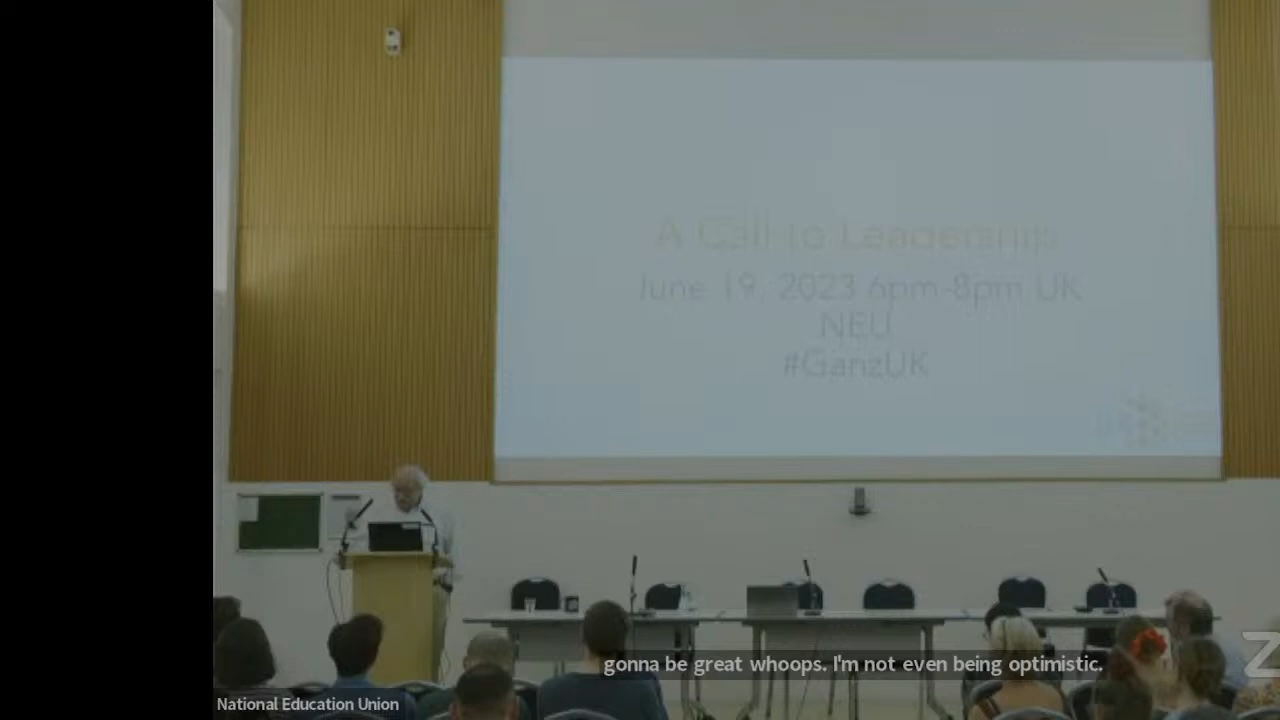 A Call to Leadership
June 19, 2023 6pm-8pm UK
NEU
#GanzUK
gonna be great whoops. I'm not even being optimistic.
National Education Union
Z